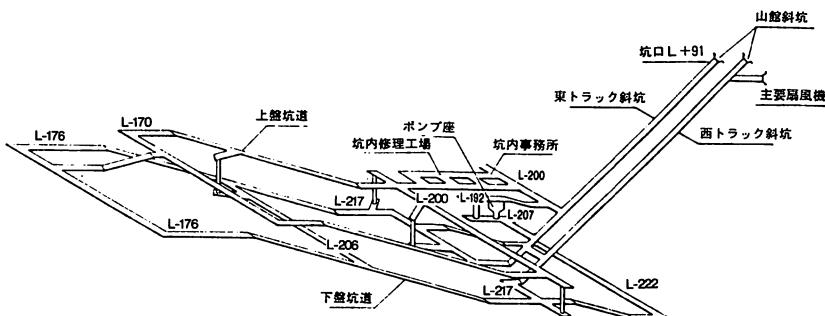 山館斜坑
坑口L+91
主要扇風機
東トラック斜坑
西トラック斜坑
上盤坑道
ポンプ座
坑内修理工場
坑内事務所
L-170
L-176
L-200
L-192
L-200
L-217
L-207
L-176
L-206
L-217
L-222
下盤坑道